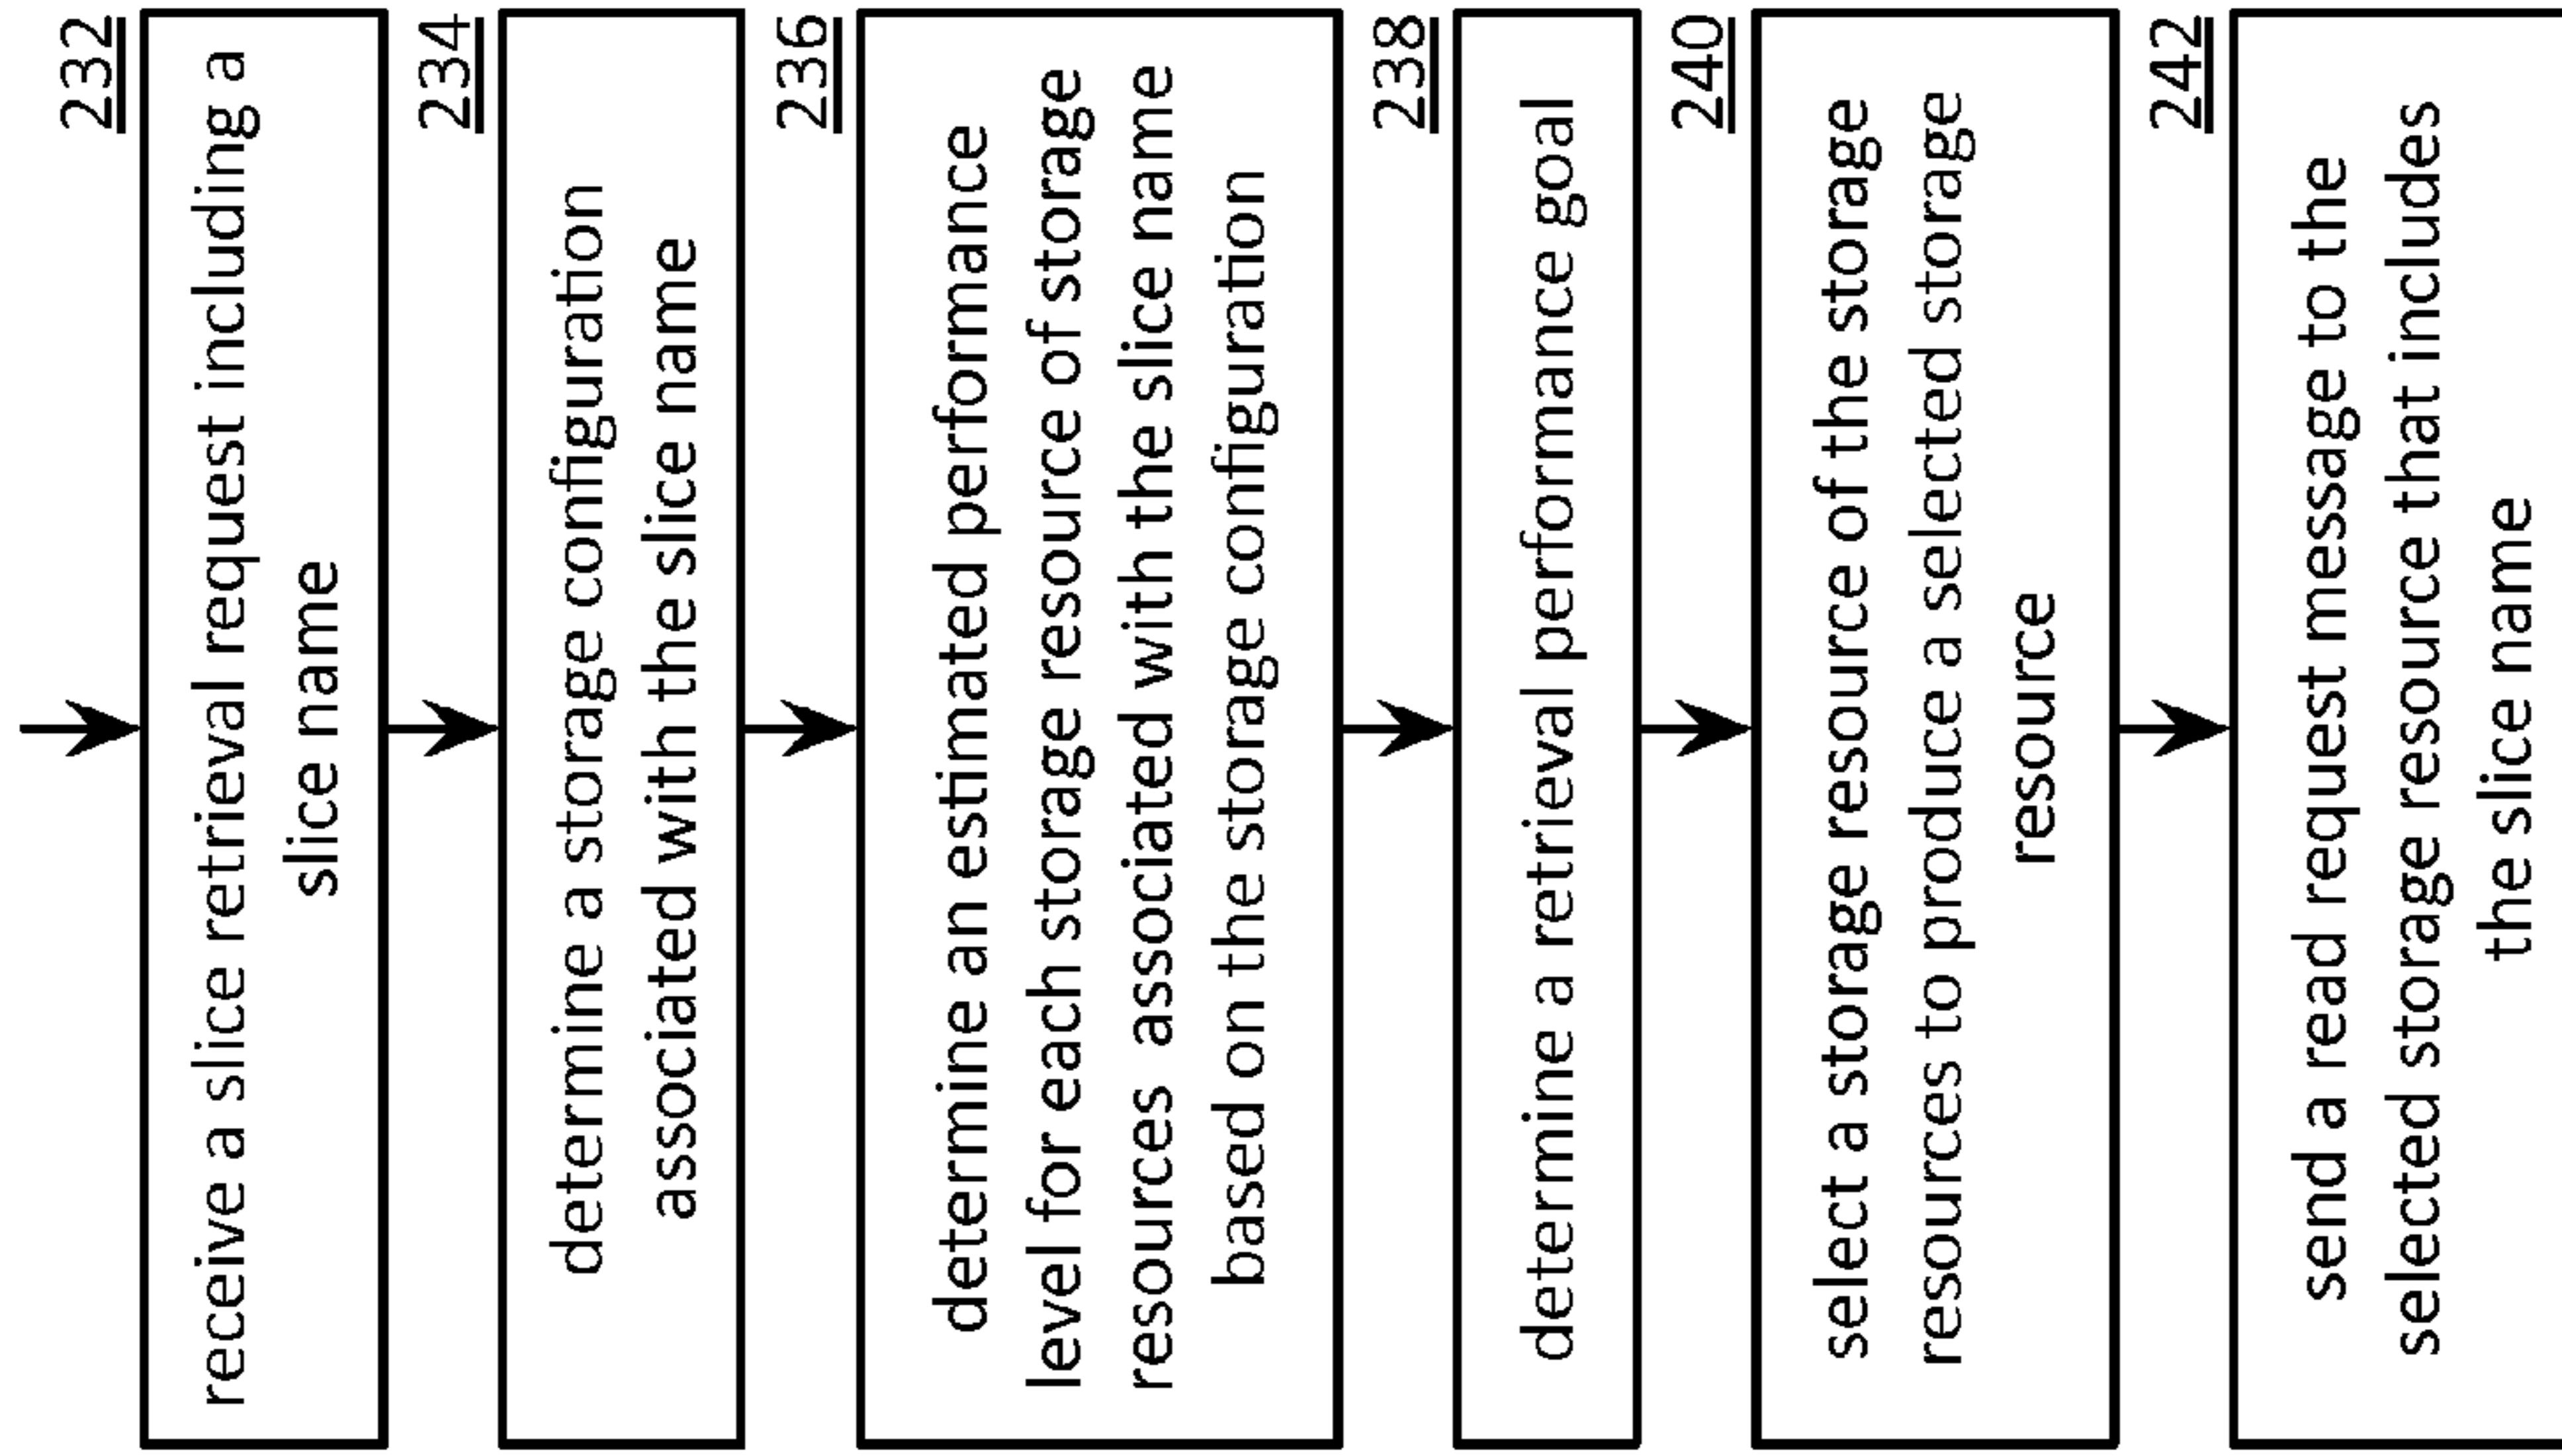 232
receive a slice retrieval request including a
slice name
234
determine a storage configuration
associated with the slice name
236
determine an estimated performance
level for each storage resource of storage
resources associated with the slice name
based on the storage configuration
238
determine a retrieval performance goal
240
select a storage resource of the storage
resources to produce a selected storage
resource
242
send a read request message to the
selected storage resource that includes
the slice name